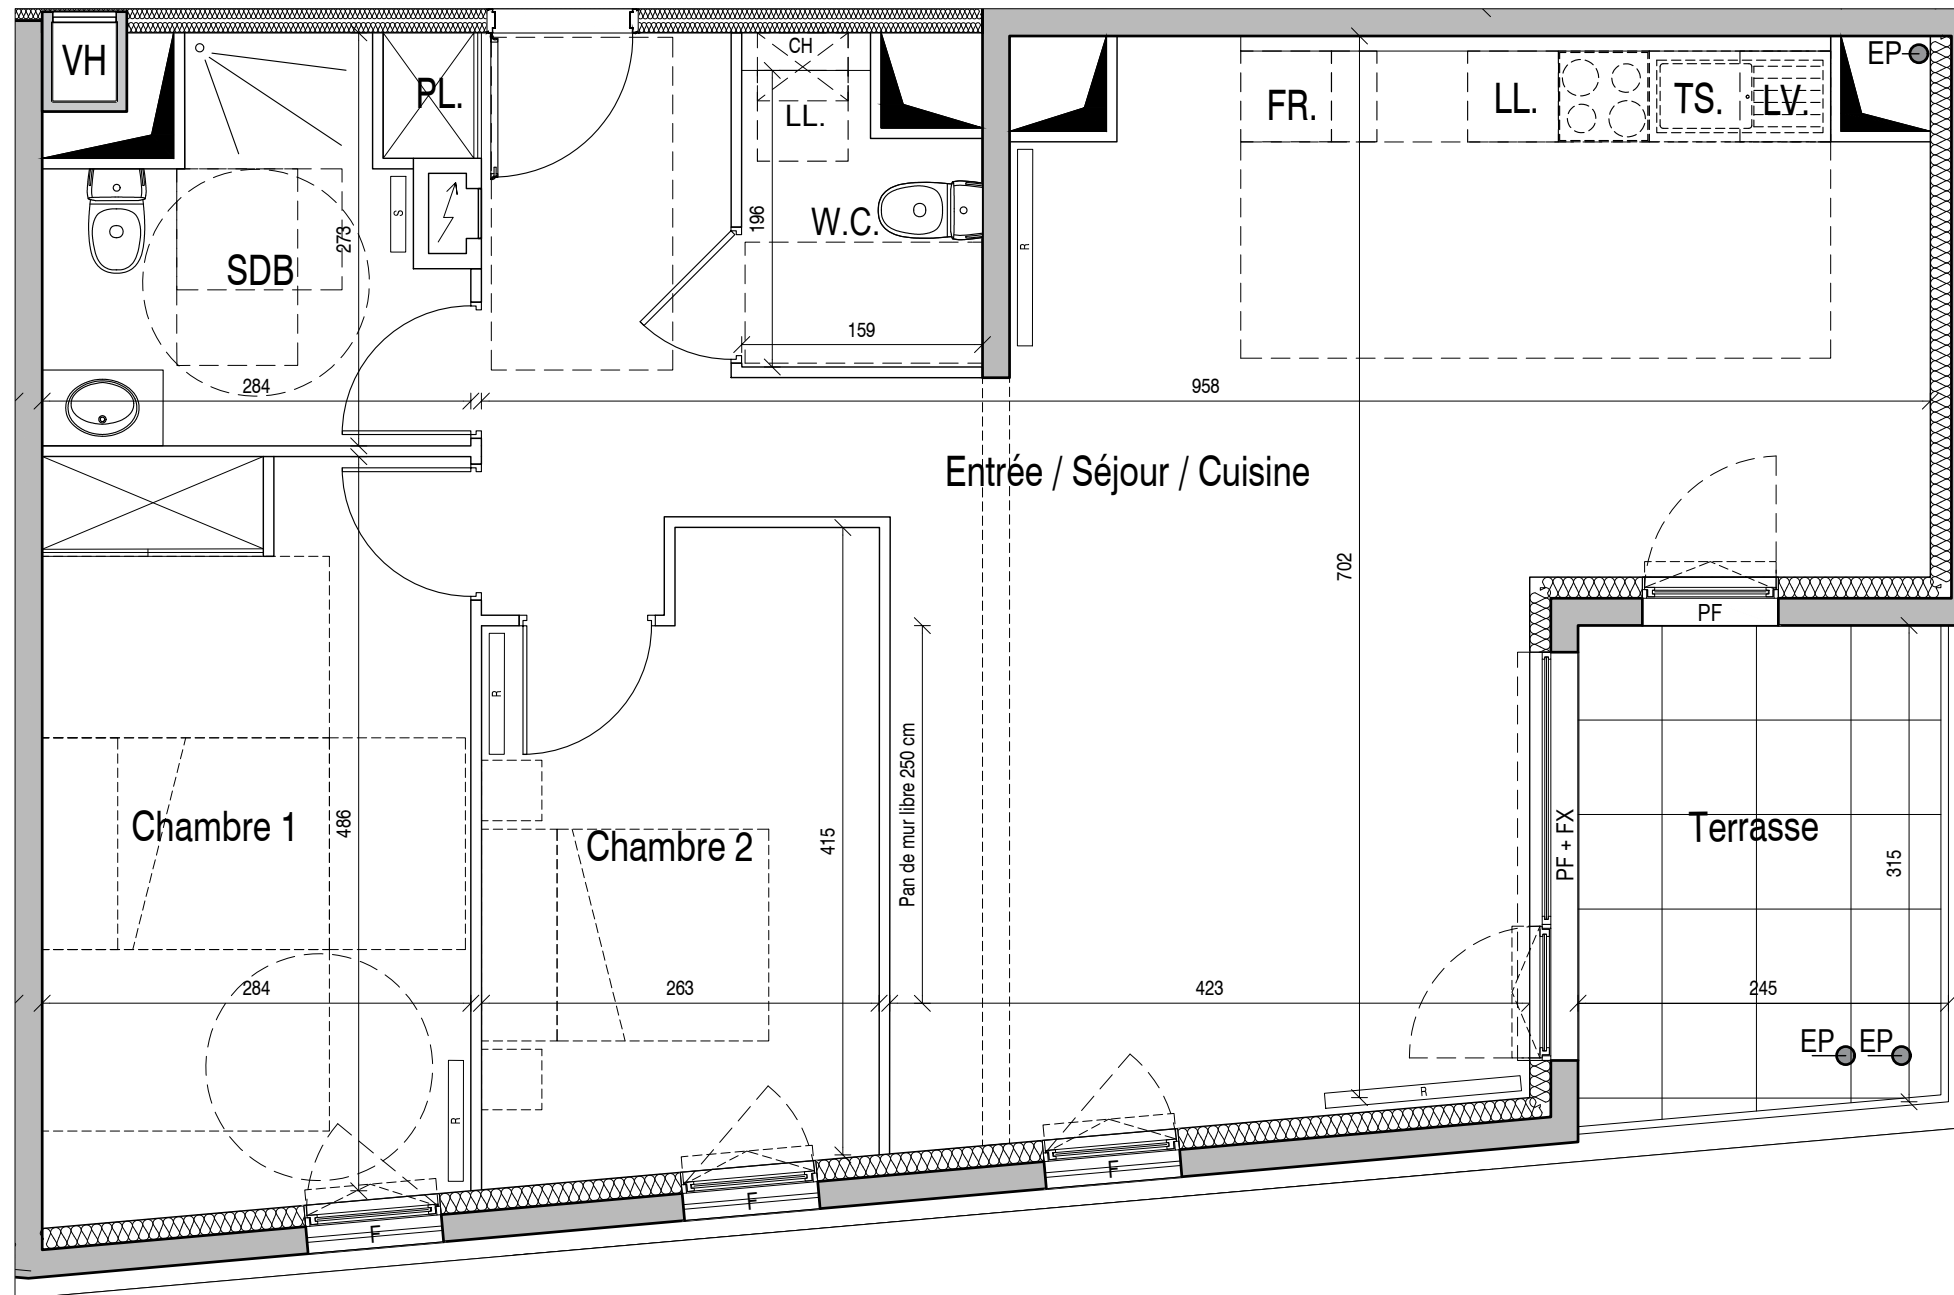 VH
PL.
CH
LL.
FR.
LL.
TS.
LV.
EP
S
196
W.C.
R
273
SDB
159
284
958
Entrée / Séjour / Cuisine
702
PF
R
Pan de mur libre 250 cm
Chambre 1
486
Chambre 2
415
PF + FX
Terrasse
315
284
263
423
245
EP
EP
R
R
F
F
F